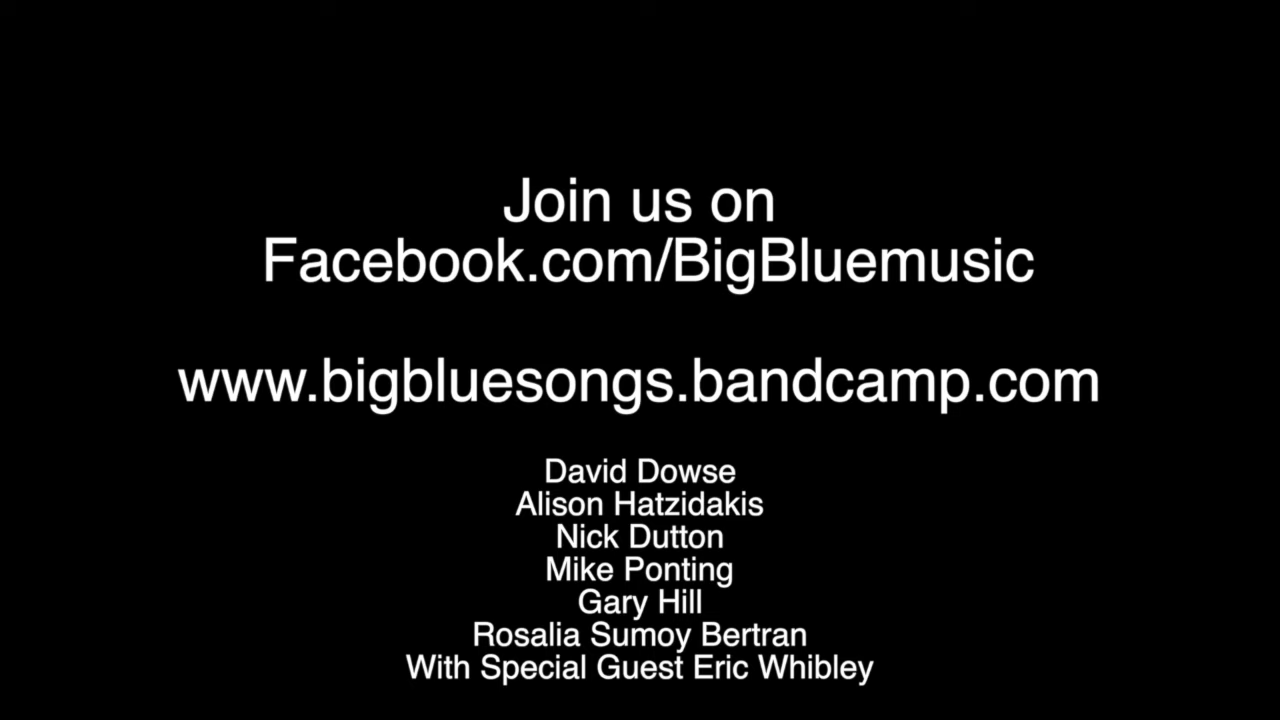 Join us on
Facebook.com/BigBluemusic
www.bigbluesongs.bandcamp.com
David Dowse
Alison Hatzidakis
Nick Dutton
Mike Ponting
Gary Hill
Rosalia Sumoy Bertran
With Special Guest Eric Whibley